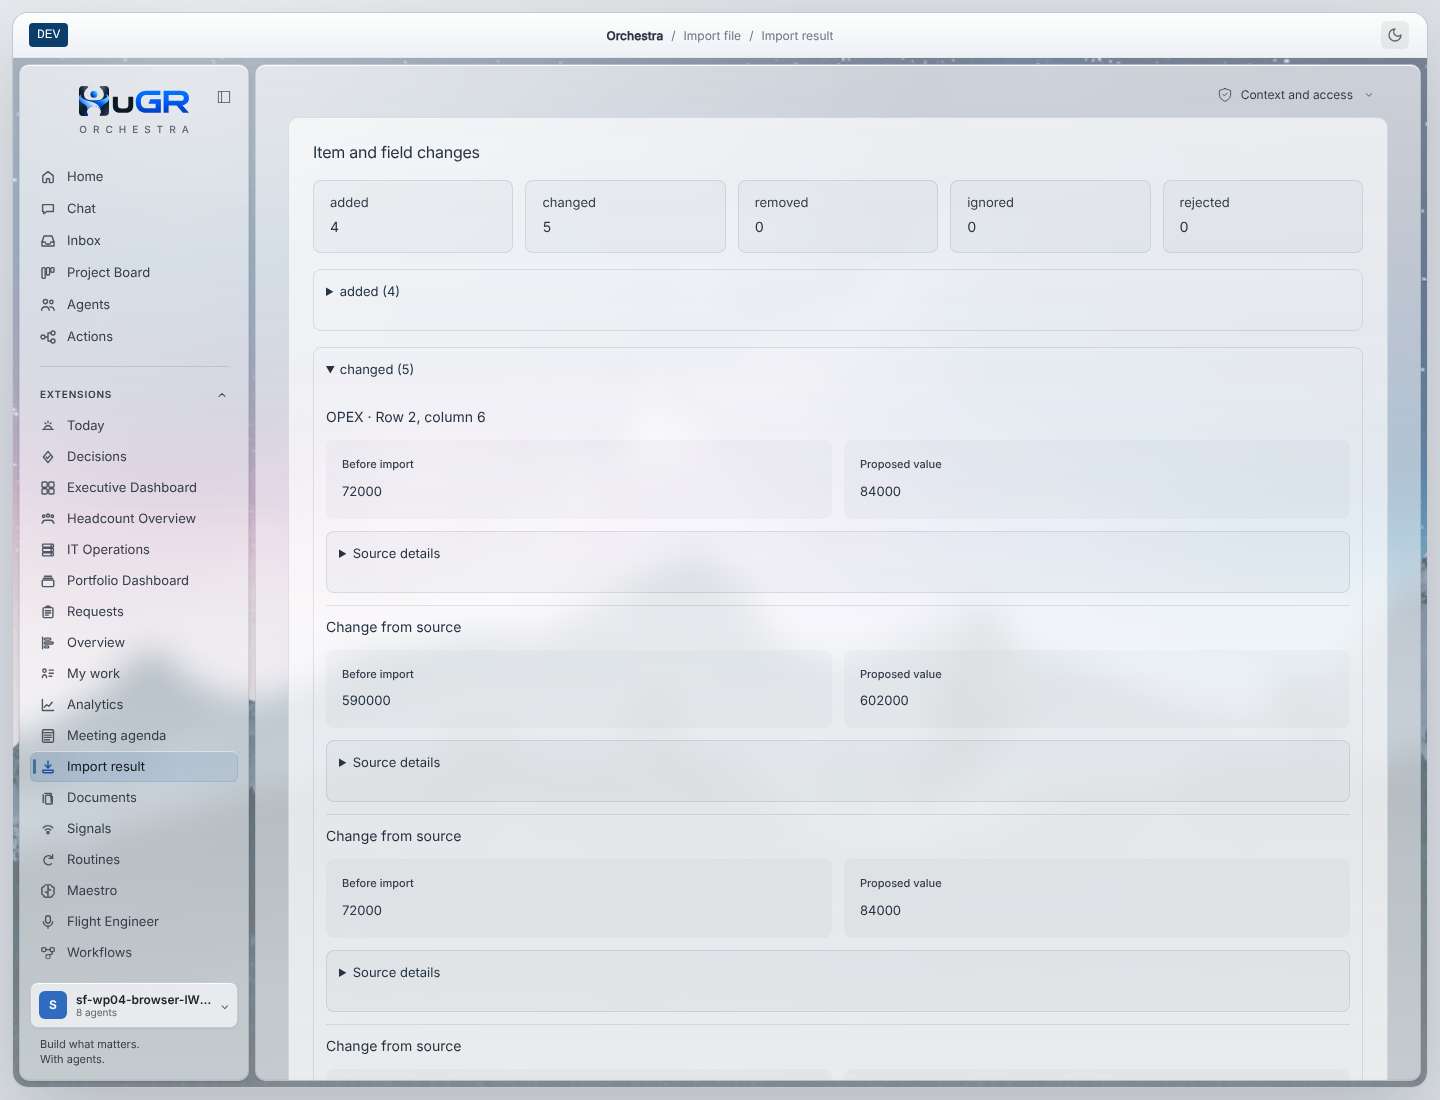 DEV
Orchestra / Import file / Import result
HuGR
ORCHESTRA
Context and access
Home
Chat
Inbox
Project Board
Agents
Actions
EXTENSIONS
Today
Decisions
Executive Dashboard
Headcount Overview
IT Operations
Portfolio Dashboard
Requests
Overview
My work
Analytics
Meeting agenda
Import result
Documents
Signals
Routines
Maestro
Flight Engineer
Workflows
S
sf-wp04-browser-IW...
8 agents
Build what matters.
With agents.
Item and field changes
added
4
changed
5
removed
0
ignored
0
rejected
0
added (4)
changed (5)
OPEX · Row 2, column 6
Before import
72000
Proposed value
84000
Source details
Change from source
Before import
590000
Proposed value
602000
Source details
Change from source
Before import
72000
Proposed value
84000
Source details
Change from source